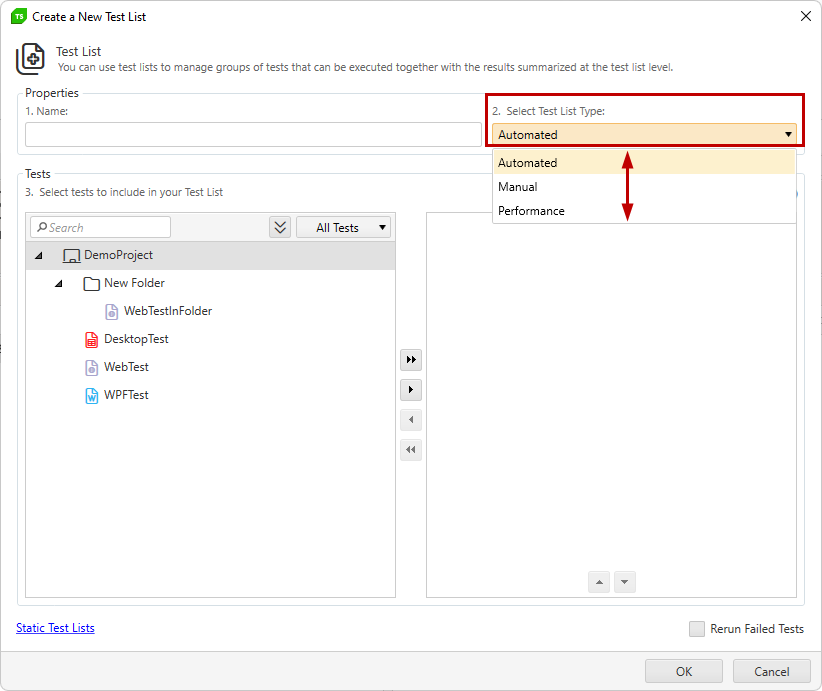 TS Create a New Test List
Test List
You can use test lists to manage groups of tests that can be executed together with the results summarized at the test list level.
Properties
1. Name:
2. Select Test List Type:
Automated
Automated
Manual
Performance
Tests
3. Select tests to include in your Test List
Search
All Tests
DemoProject
New Folder
WebTestInFolder
DesktopTest
WebTest
WPFTest
Static Test Lists
Rerun Failed Tests
OK
Cancel